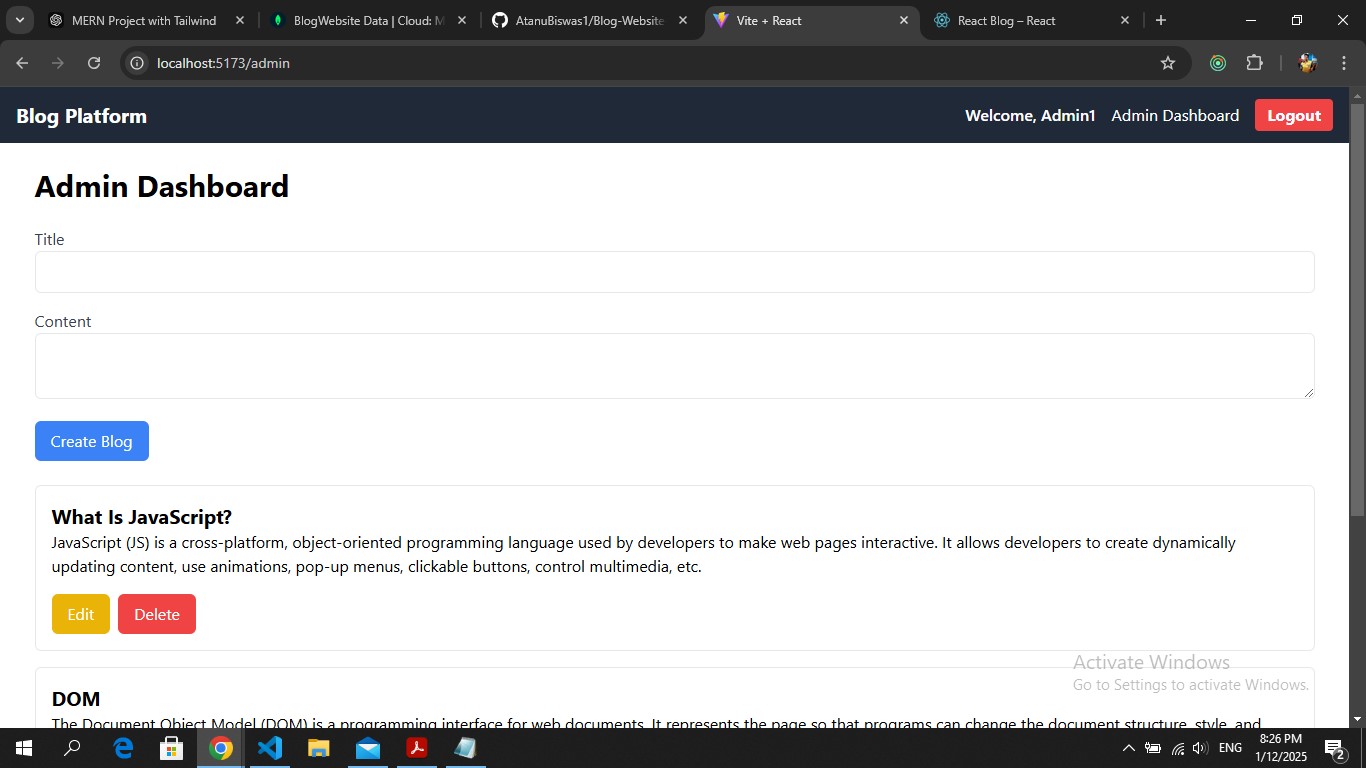 MERN Project with Tailwind
BlogWebsite Data | Cloud: M
AtanuBiswas1/Blog-Website
Vite + React
React Blog – React
localhost:5173/admin
Blog Platform
Welcome, Admin1
Admin Dashboard
Logout
Admin Dashboard
Title
Content
Create Blog
What Is JavaScript?
JavaScript (JS) is a cross-platform, object-oriented programming language used by developers to make web pages interactive. It allows developers to create dynamically
updating content, use animations, pop-up menus, clickable buttons, control multimedia, etc.
Edit
Delete
Activate Windows
Go to Settings to activate Windows.
DOM
The Document Object Model (DOM) is a programming interface for web documents. It represents the page so that programs can change the document structure, style, and
ENG
8:26 PM
1/12/2025
2